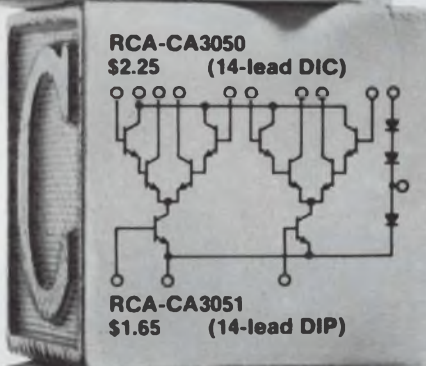 RCA-CA3050
$2.25 (14-lead DIC)
C
RCA-CA3051
$1.65 (14-lead DIP)